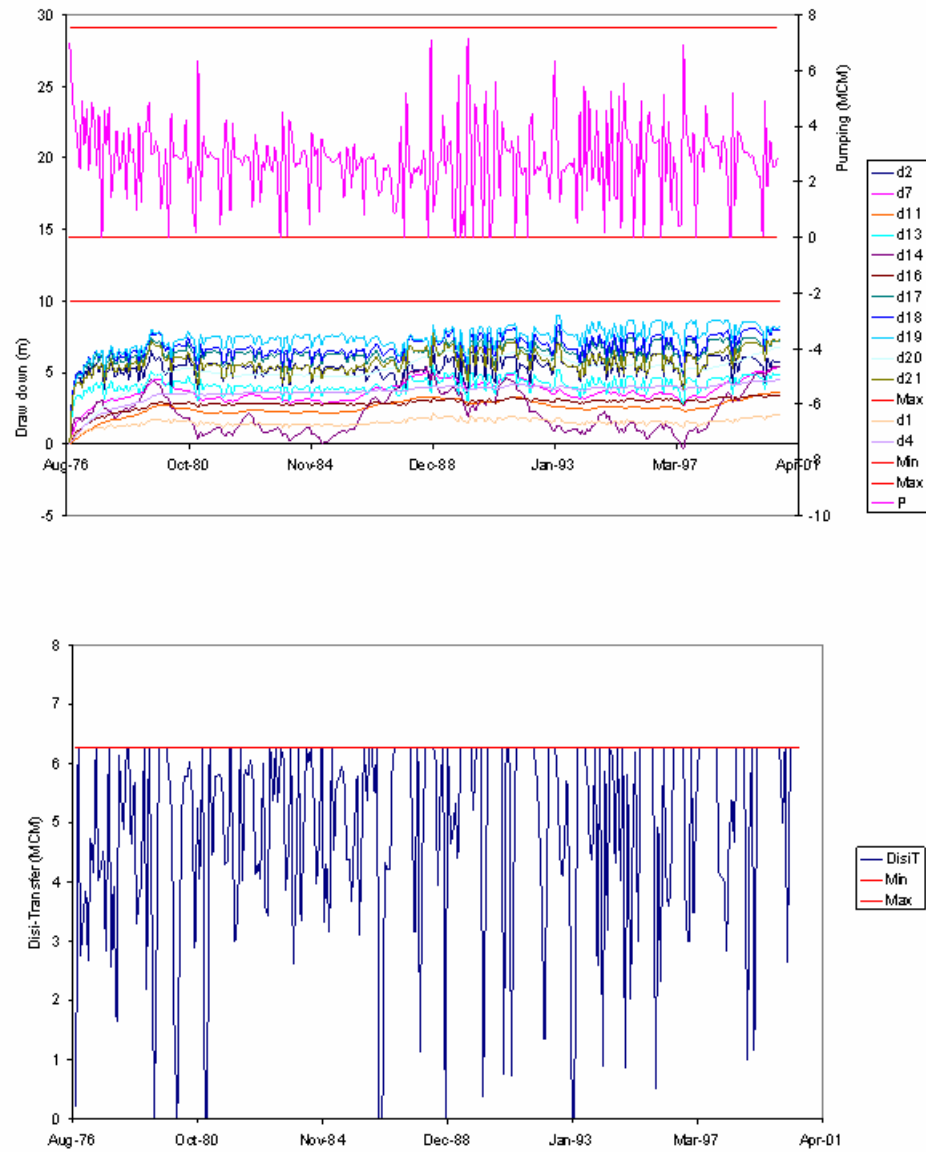 30
25
20
15
10
5
0
-5
Draw down (m)
8
6
4
2
0
-2
-4
-6
-8
-10
Pumping (MCM)
Aug-76 Oct-80 Nov-84 Dec-88 Jan-93 Mar-97 Apr-01
d2
d7
d11
d13
d14
d16
d17
d18
d19
d20
d21
Max
d1
d4
Min
Max
P
8
7
6
5
4
3
2
1
0
Disi-Transfer (MCM)
Aug-76 Oct-80 Nov-84 Dec-88 Jan-93 Mar-97 Apr-01
DisiT
Min
Max